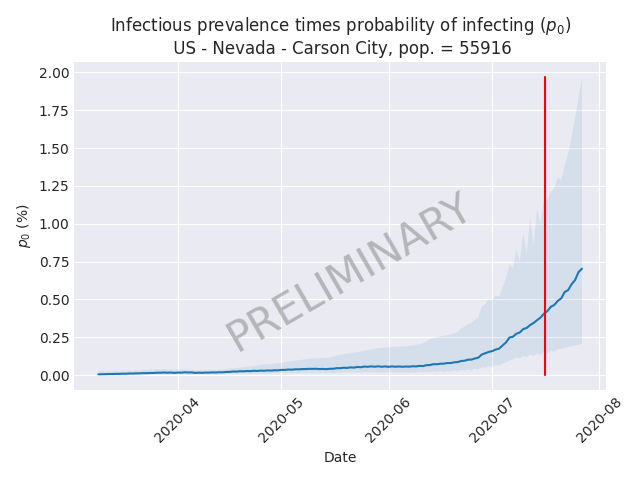 Infectious prevalence times probability of infecting (p₀)
US - Nevada - Carson City, pop. = 55916
2.00
1.75
1.50
1.25
1.00
0.75
0.50
0.25
0.00
p₀ (%)
PRELIMINARY
2020-04
2020-05
2020-06
2020-07
2020-08
Date